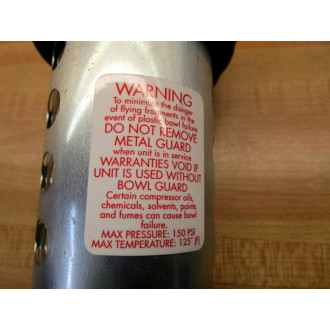 WARNING
To minimize the danger
of flying fragments in the
event of plastic bowl failure
DO NOT REMOVE
METAL GUARD
when unit is in service
WARRANTIES VOID IF
UNIT IS USED WITHOUT
BOWL GUARD
Certain compressor oils,
chemicals, solvents, paints
and fumes can cause bowl
failure.
MAX PRESSURE: 150 PSI
MAX TEMPERATURE: 125° (F)